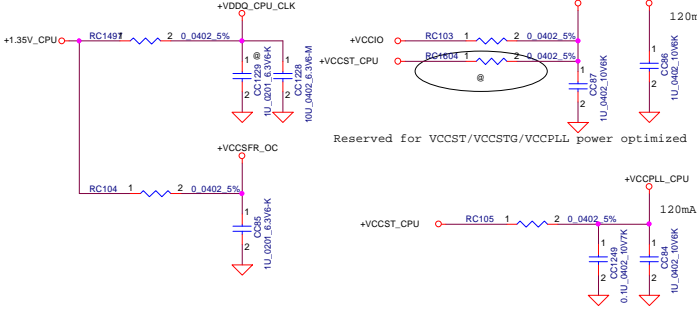 +VDDQ_CPU_CLK
+1.35V_CPU
RC1497
1
2
0_0402_5%
@
1
2
CC1229
1U_0201_6.3V6-K
1
2
CC1228
10U_0402_6.3V6-M
+VCCSFR_OC
RC104
1
2
0_0402_5%
1
2
CC85
1U_0201_6.3V6-K
+VCCIO
RC103
1
2
0_0402_5%
+VCCST_CPU
RC1604
1
2
0_0402_5%
@
1
2
CC87
1U_0402_10V6K
120m
1
2
CC86
1U_0402_10V6K
Reserved for VCCST/VCCSTG/VCCPLL power optimized
+VCCPLL_CPU
120mA
+VCCST_CPU
RC105
1
2
0_0402_5%
1
2
CC1249
0.1U_0402_10V7K
1
2
CC84
1U_0402_10V6K